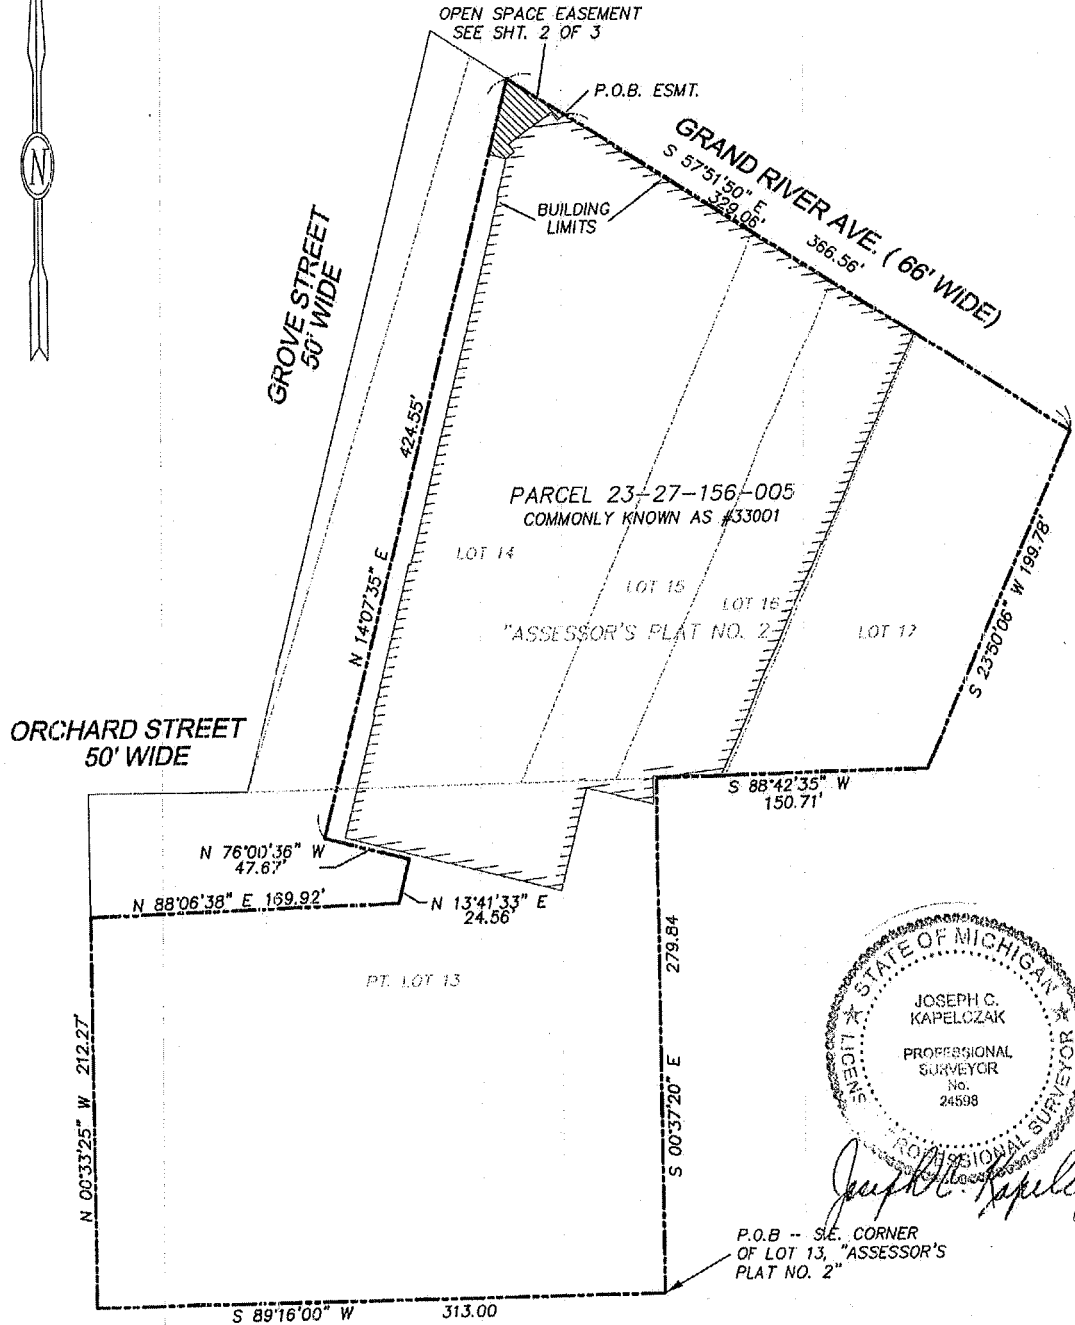 OPEN SPACE EASEMENT
SEE SHT. 2 OF 3
P.O.B. ESMT.
N
GRAND RIVER AVE. ( 66' WIDE)
S 57°51'50" E
329.06'
366.56'
BUILDING
LIMITS
GROVE STREET
50' WIDE
424.55'
N 14°07'35" E
PARCEL 23-27-156-005
COMMONLY KNOWN AS #33001
LOT 14
LOT 15
LOT 16
"ASSESSOR'S PLAT NO. 2
LOT 17
S 23°50'06" W 199.78'
ORCHARD STREET
50' WIDE
S 88°42'35" W
150.71'
N 76°00'36" W
47.67'
N 88°06'38" E 169.92'
N 13°41'33" E
24.56'
PT. LOT 13
279.84
S 00°37'20" E
N 00°33'25" W 212.27'
STATE OF MICHIGAN
JOSEPH C.
KAPELCZAK
PROFESSIONAL
SURVEYOR
No.
24598
LICENS
PROFESSIONAL SURVEYOR
Joseph C. Kapelc
P.O.B -- S.E. CORNER
OF LOT 13, "ASSESSOR'S
PLAT NO. 2"
S 89°16'00" W 313.00